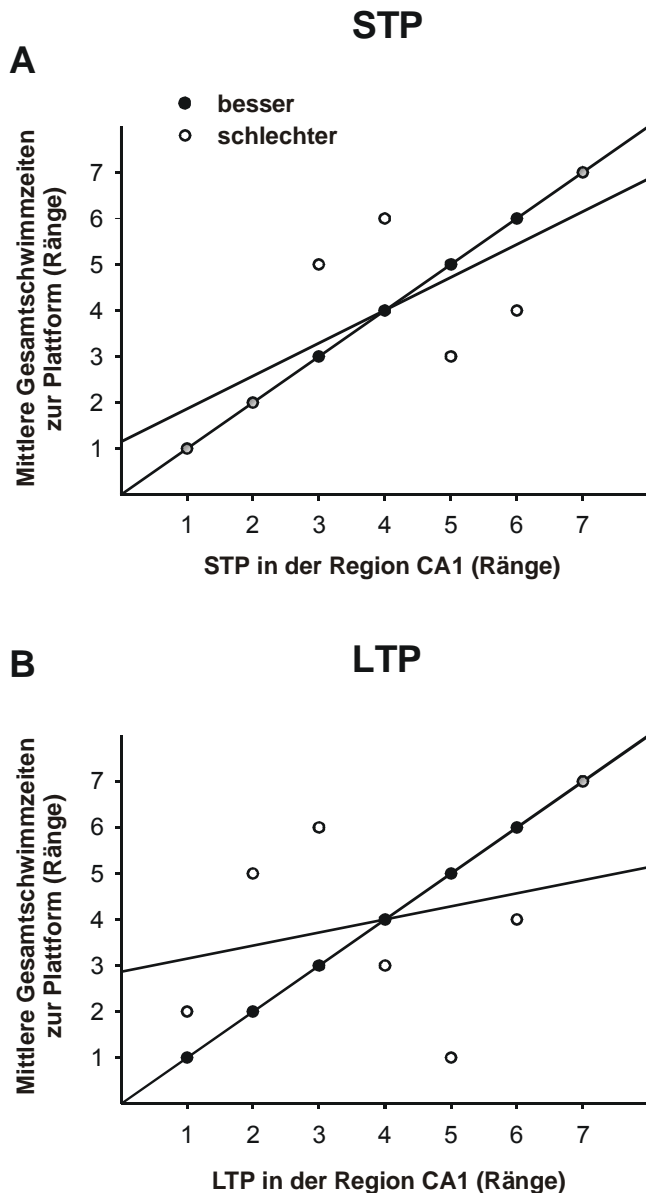 STP
A
besser
schlechter
Mittlere Gesamtschwimmzeiten
zur Plattform (Ränge)
7
6
5
4
3
2
1
1 2 3 4 5 6 7
STP in der Region CA1 (Ränge)
B
LTP
Mittlere Gesamtschwimmzeiten
zur Plattform (Ränge)
7
6
5
4
3
2
1
1 2 3 4 5 6 7
LTP in der Region CA1 (Ränge)